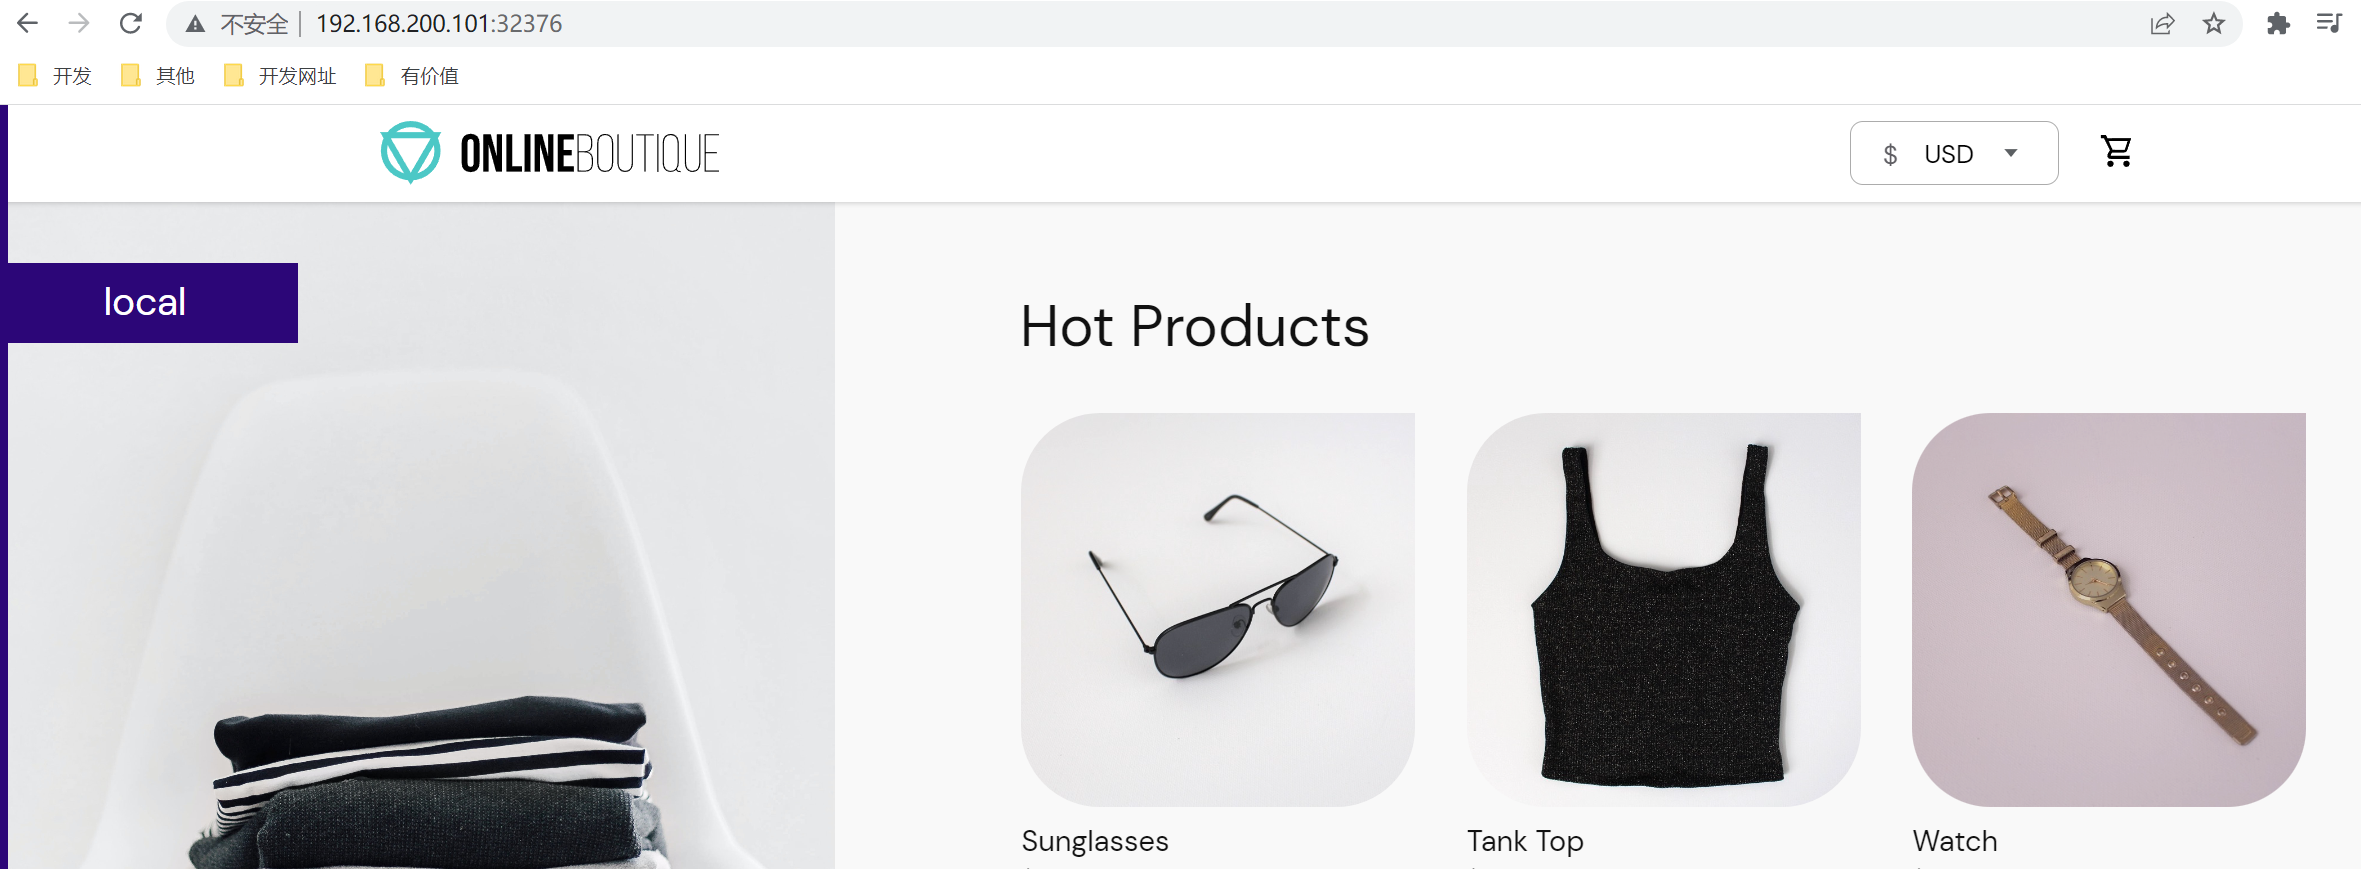 不安全 192.168.200.101:32376
开发 其他 开发网址 有价值
ONLINEBOUTIQUE $ USD
local
Hot Products
Sunglasses Tank Top Watch